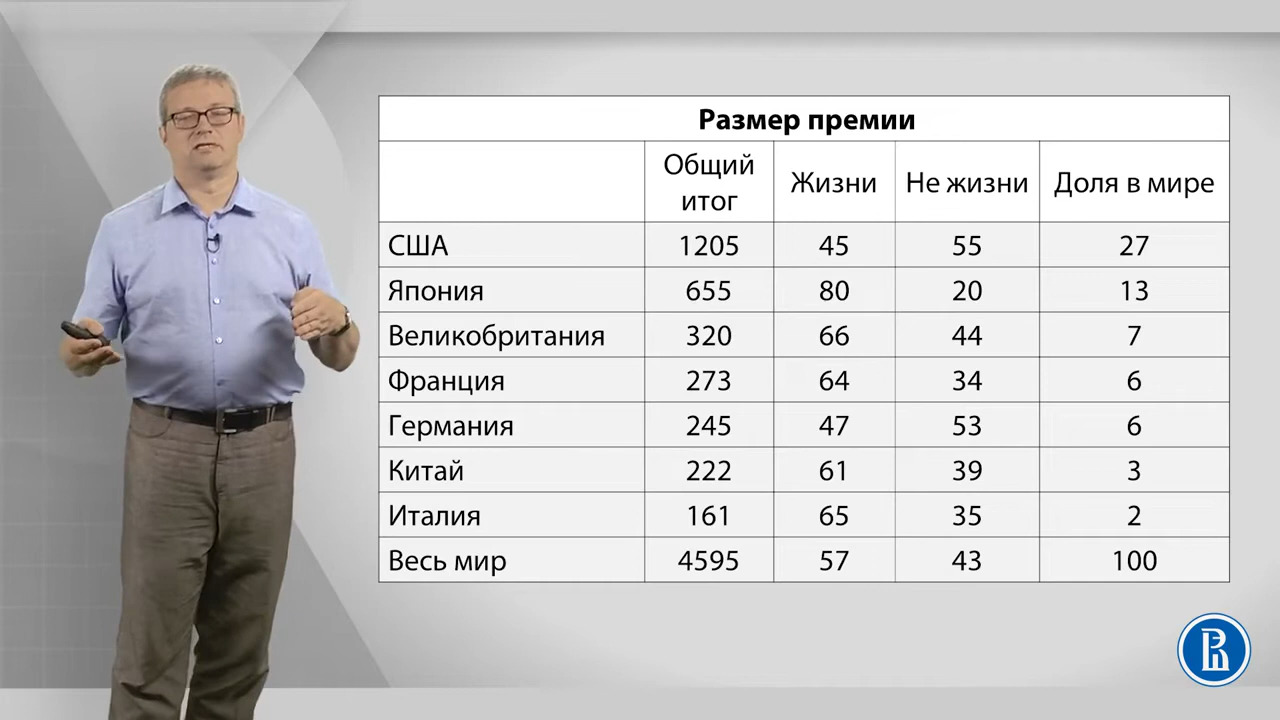 Размер премии
Общий итог Жизни Не жизни Доля в мире
США 1205 45 55 27
Япония 655 80 20 13
Великобритания 320 66 44 7
Франция 273 64 34 6
Германия 245 47 53 6
Китай 222 61 39 3
Италия 161 65 35 2
Весь мир 4595 57 43 100